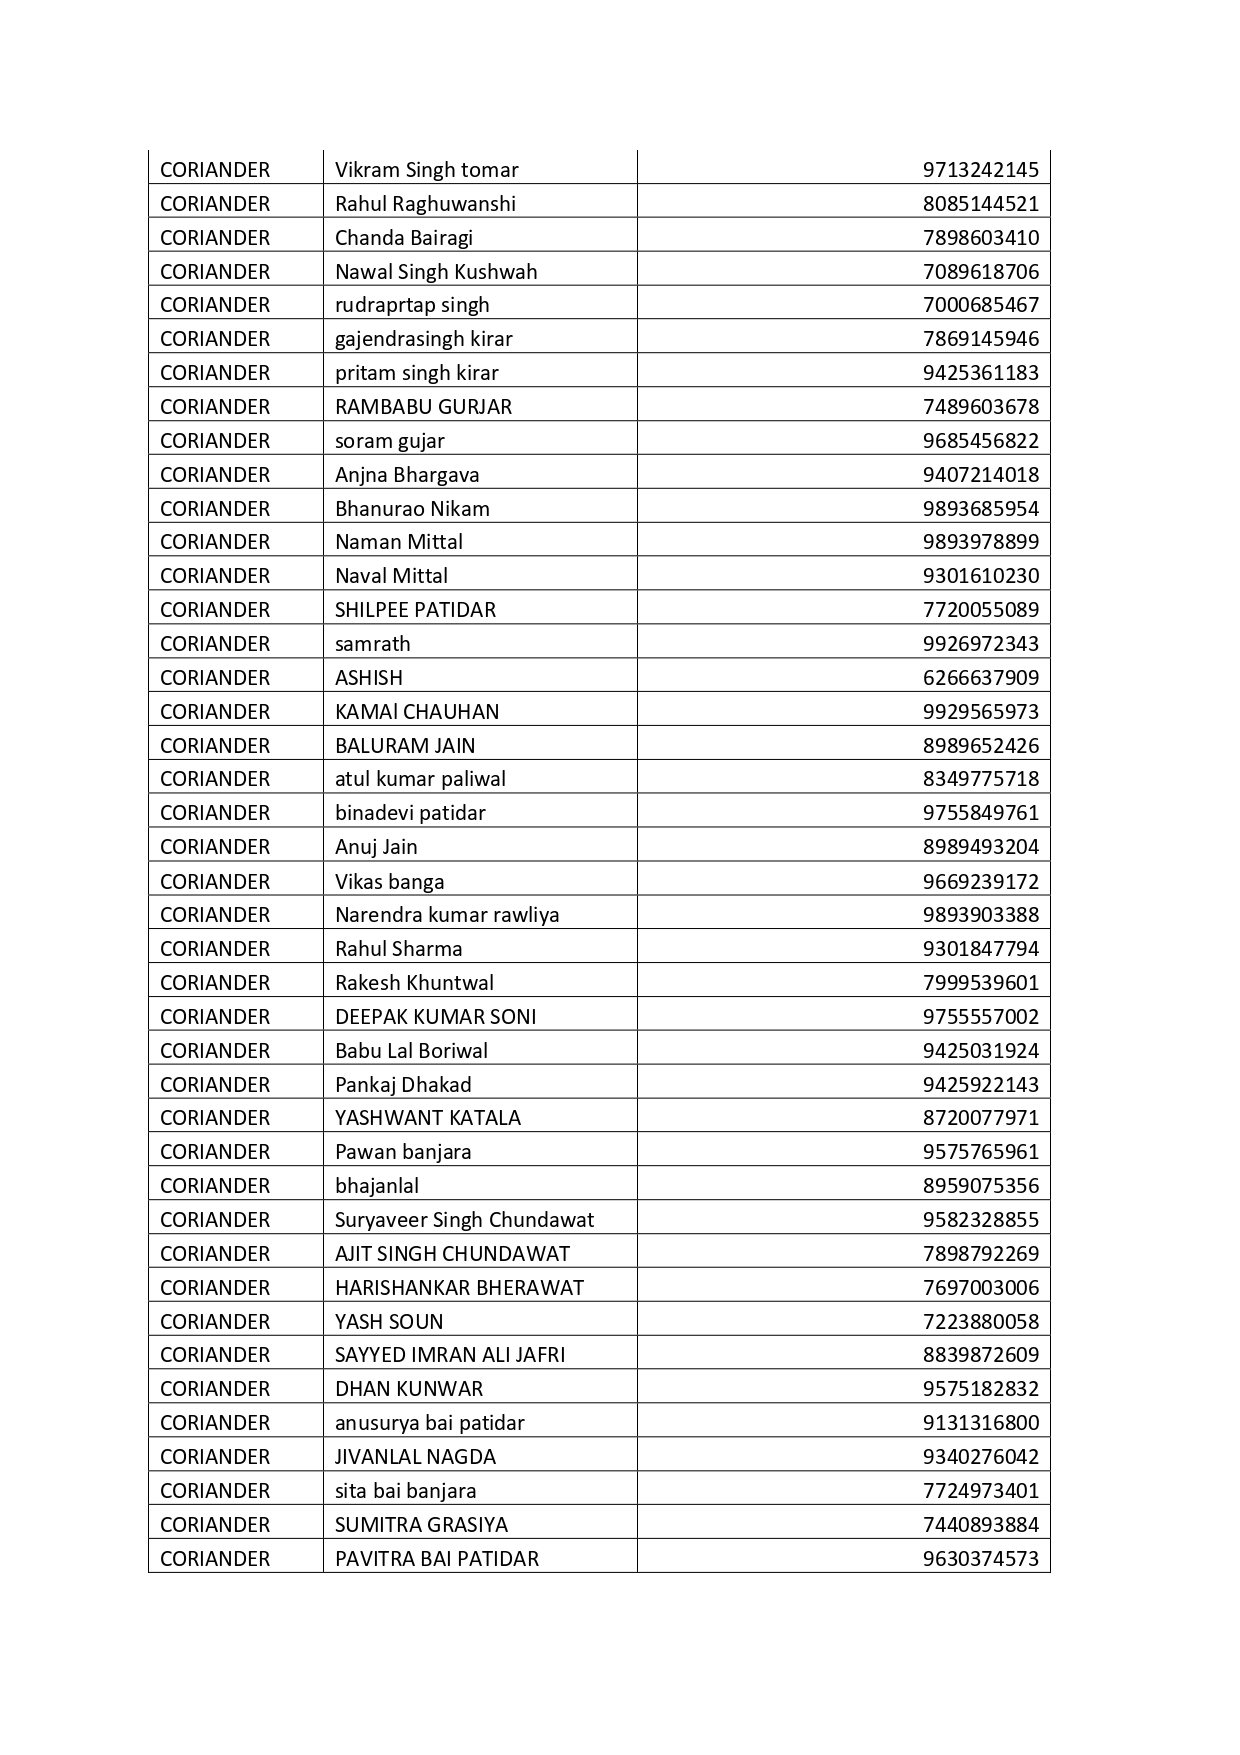 CORIANDER Vikram Singh tomar 9713242145
CORIANDER Rahul Raghuwanshi 8085144521
CORIANDER Chanda Bairagi 7898603410
CORIANDER Nawal Singh Kushwah 7089618706
CORIANDER rudraprtap singh 7000685467
CORIANDER gajendrasingh kirar 7869145946
CORIANDER pritam singh kirar 9425361183
CORIANDER RAMBABU GURJAR 7489603678
CORIANDER soram gujar 9685456822
CORIANDER Anjna Bhargava 9407214018
CORIANDER Bhanurao Nikam 9893685954
CORIANDER Naman Mittal 9893978899
CORIANDER Naval Mittal 9301610230
CORIANDER SHILPEE PATIDAR 7720055089
CORIANDER samrath 9926972343
CORIANDER ASHISH 6266637909
CORIANDER KAMAl CHAUHAN 9929565973
CORIANDER BALURAM JAIN 8989652426
CORIANDER atul kumar paliwal 8349775718
CORIANDER binadevi patidar 9755849761
CORIANDER Anuj Jain 8989493204
CORIANDER Vikas banga 9669239172
CORIANDER Narendra kumar rawliya 9893903388
CORIANDER Rahul Sharma 9301847794
CORIANDER Rakesh Khuntwal 7999539601
CORIANDER DEEPAK KUMAR SONI 9755557002
CORIANDER Babu Lal Boriwal 9425031924
CORIANDER Pankaj Dhakad 9425922143
CORIANDER YASHWANT KATALA 8720077971
CORIANDER Pawan banjara 9575765961
CORIANDER bhajanlal 8959075356
CORIANDER Suryaveer Singh Chundawat 9582328855
CORIANDER AJIT SINGH CHUNDAWAT 7898792269
CORIANDER HARISHANKAR BHERAWAT 7697003006
CORIANDER YASH SOUN 7223880058
CORIANDER SAYYED IMRAN ALI JAFRI 8839872609
CORIANDER DHAN KUNWAR 9575182832
CORIANDER anusurya bai patidar 9131316800
CORIANDER JIVANLAL NAGDA 9340276042
CORIANDER sita bai banjara 7724973401
CORIANDER SUMITRA GRASIYA 7440893884
CORIANDER PAVITRA BAI PATIDAR 9630374573